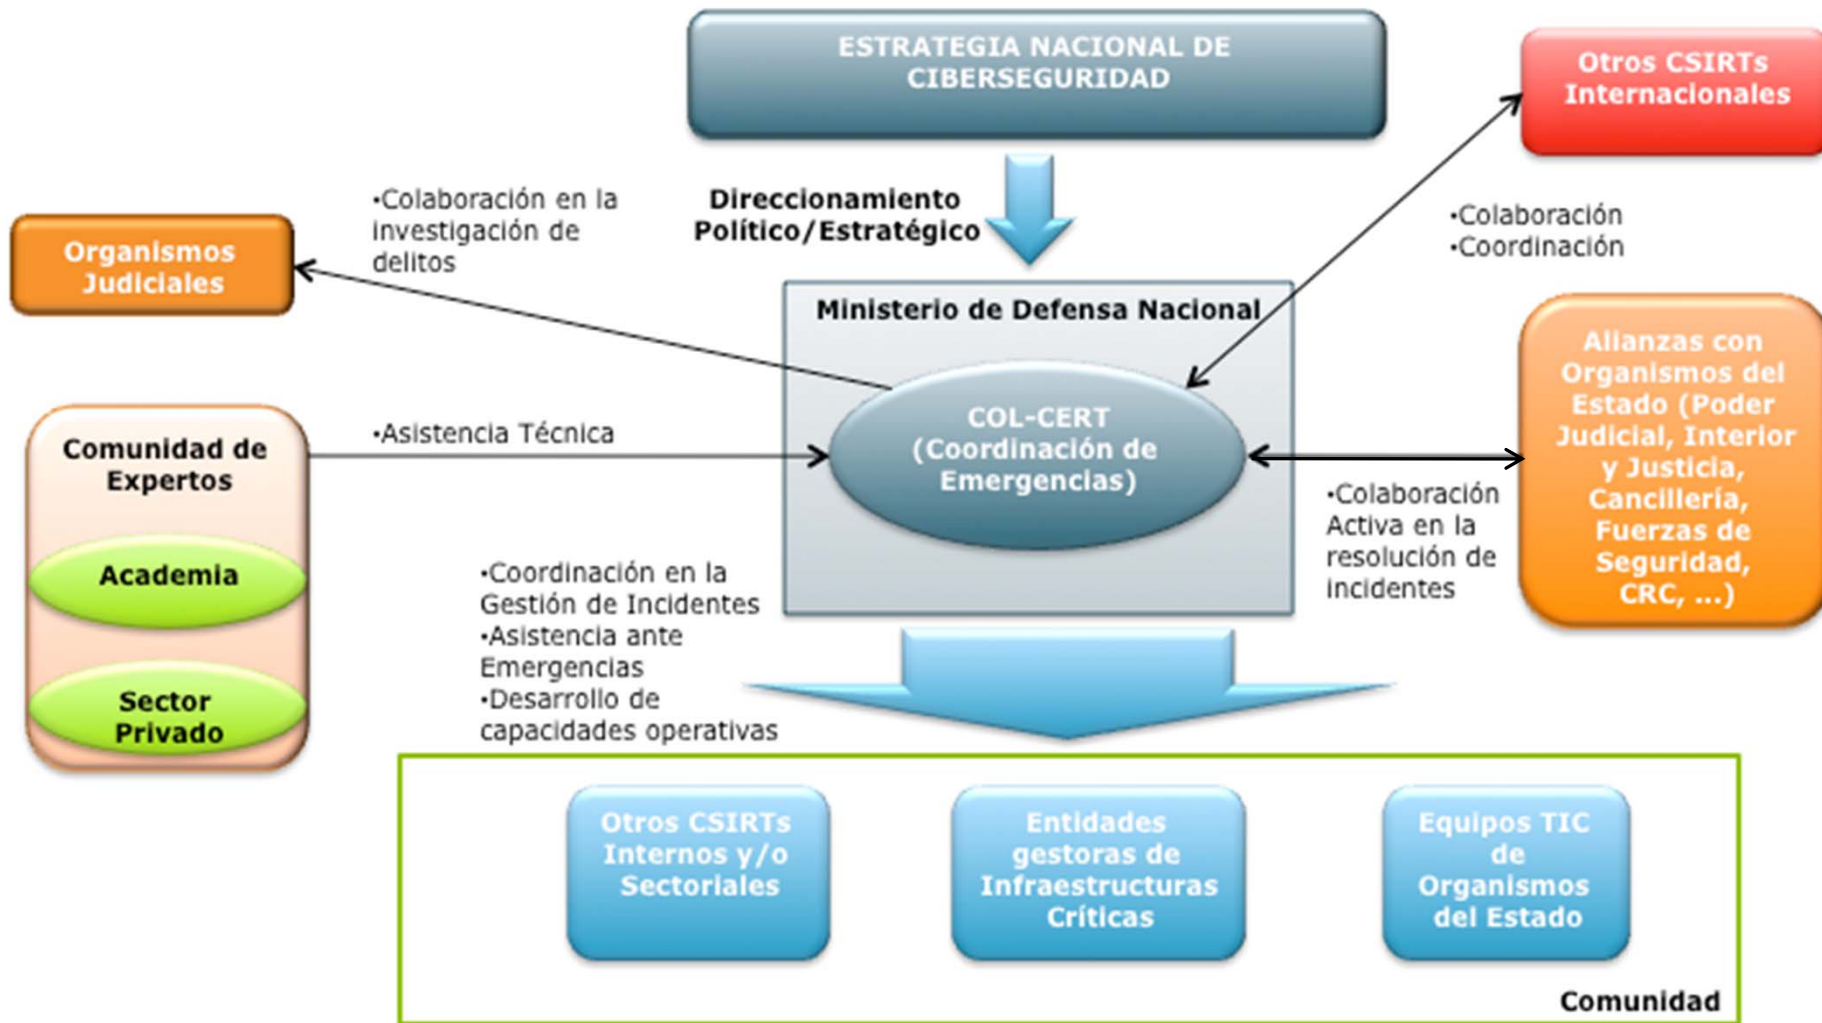 ESTRATEGIA NACIONAL DE
CIBERSEGURIDAD
Otros CSIRTs
Internacionales
•Colaboración en la
investigación de
delitos
Direccionamiento
Político/Estratégico
•Colaboración
•Coordinación
Organismos
Judiciales
Ministerio de Defensa Nacional
COL-CERT
(Coordinación de
Emergencias)
Alianzas con
Organismos del
Estado (Poder
Judicial, Interior
y Justicia,
Cancillería,
Fuerzas de
Seguridad,
CRC, ...)
•Asistencia Técnica
Comunidad de
Expertos
Academia
Sector
Privado
•Colaboración
Activa en la
resolución de
incidentes
•Coordinación en la
Gestión de Incidentes
•Asistencia ante
Emergencias
•Desarrollo de
capacidades operativas
Otros CSIRTs
Internos y/o
Sectoriales
Entidades
gestoras de
Infraestructuras
Críticas
Equipos TIC
de
Organismos
del Estado
Comunidad